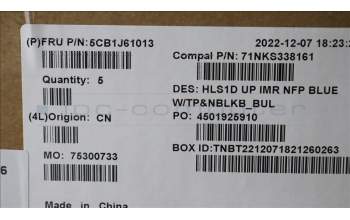 (P)FRU P/N:5CB1J61013
2022-12-07 18:23:2
Compal P/N: 71NKS338161
Quantity: 5
DES: HLS1D UP IMR NFP BLUE
W/TP&NBLKB_BUL
(4L)Origion: CN
PO: 4501925910
BOX ID:TNBT2212071821260263
MO: 75300733
6
Made in China